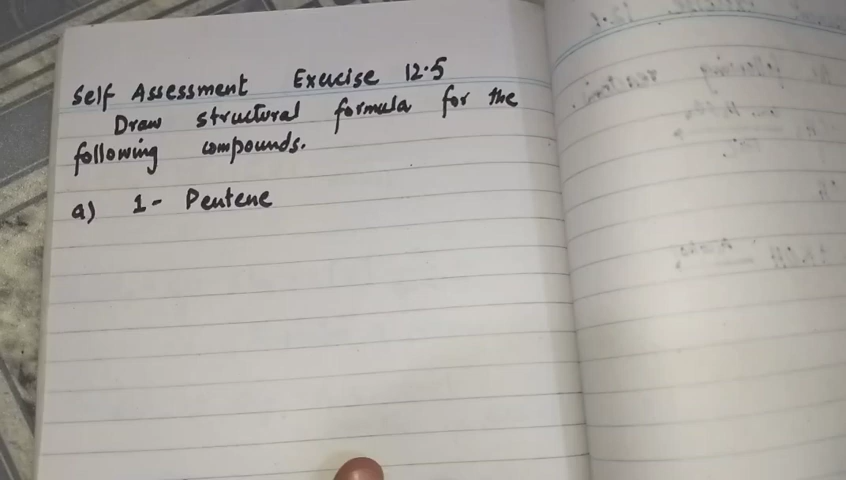 Self Assessment Exercise 12.5
Draw structural formula for the
following compounds.
a) 1- Pentene